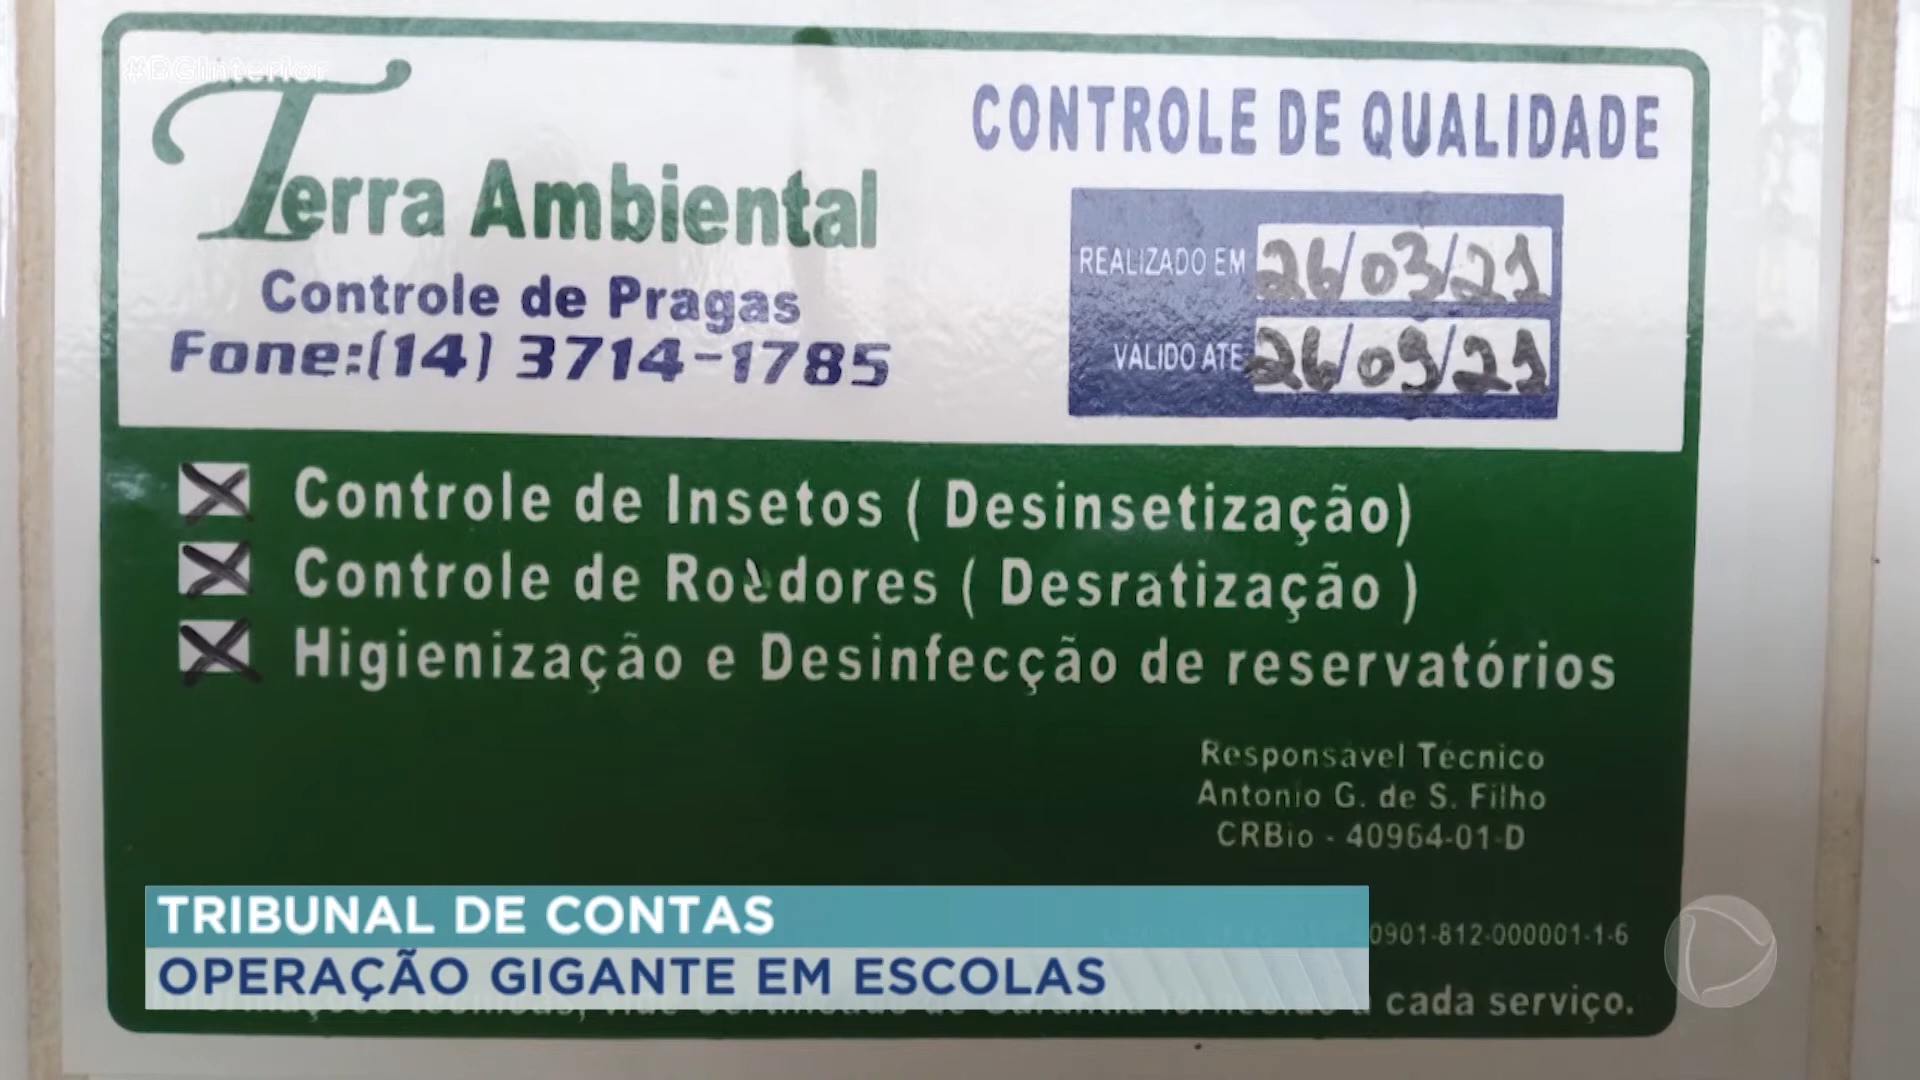 #BGInterior
Terra Ambiental
Controle de Pragas
Fone:(14) 3714-1785
CONTROLE DE QUALIDADE
REALIZADO EM 26/03/21
VALIDO ATE 26/09/21
Controle de Insetos ( Desinsetização)
Controle de Roedores ( Desratização )
Higienização e Desinfecção de reservatórios
Responsável Técnico
Antonio G. de S. Filho
CRBio - 40964-01-D
0901-812-000001-1-6
cada serviço.
TRIBUNAL DE CONTAS
OPERAÇÃO GIGANTE EM ESCOLAS